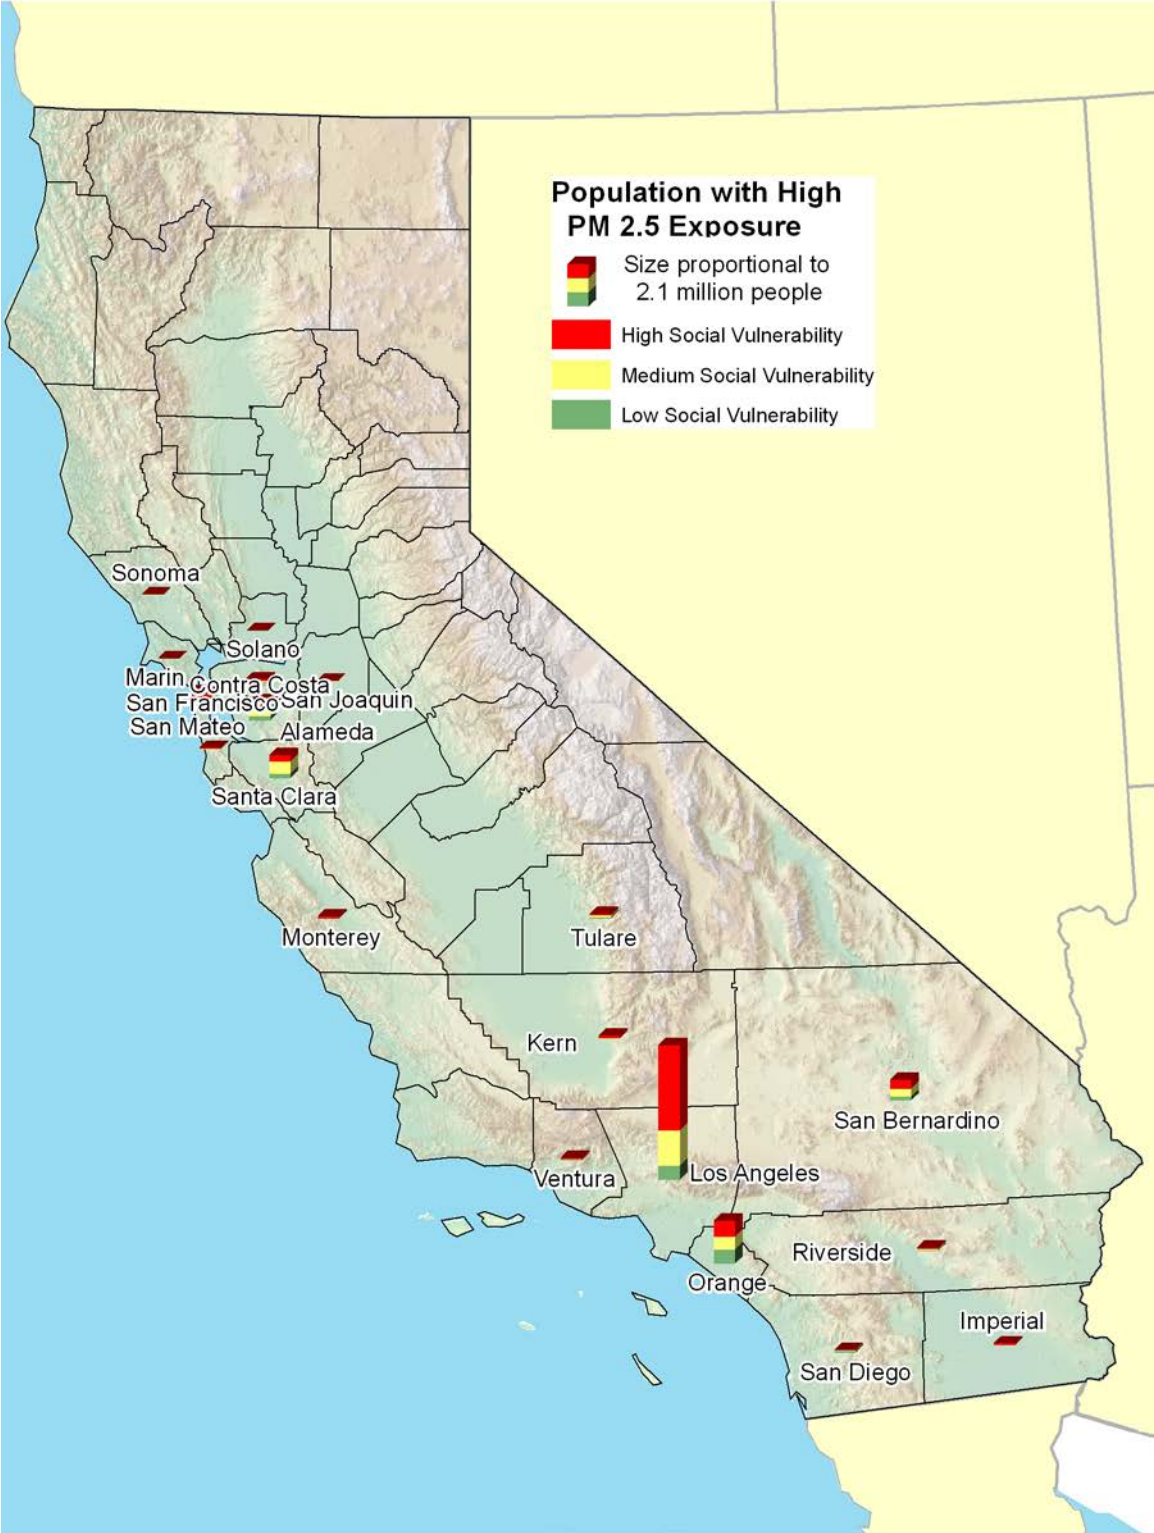 Population with High
PM 2.5 Exposure
Size proportional to
2.1 million people
High Social Vulnerability
Medium Social Vulnerability
Low Social Vulnerability
Sonoma
Solano
Marin
Contra Costa
San Francisco
San Joaquin
San Mateo
Alameda
Santa Clara
Monterey
Tulare
Kern
San Bernardino
Ventura
Los Angeles
Riverside
Orange
Imperial
San Diego